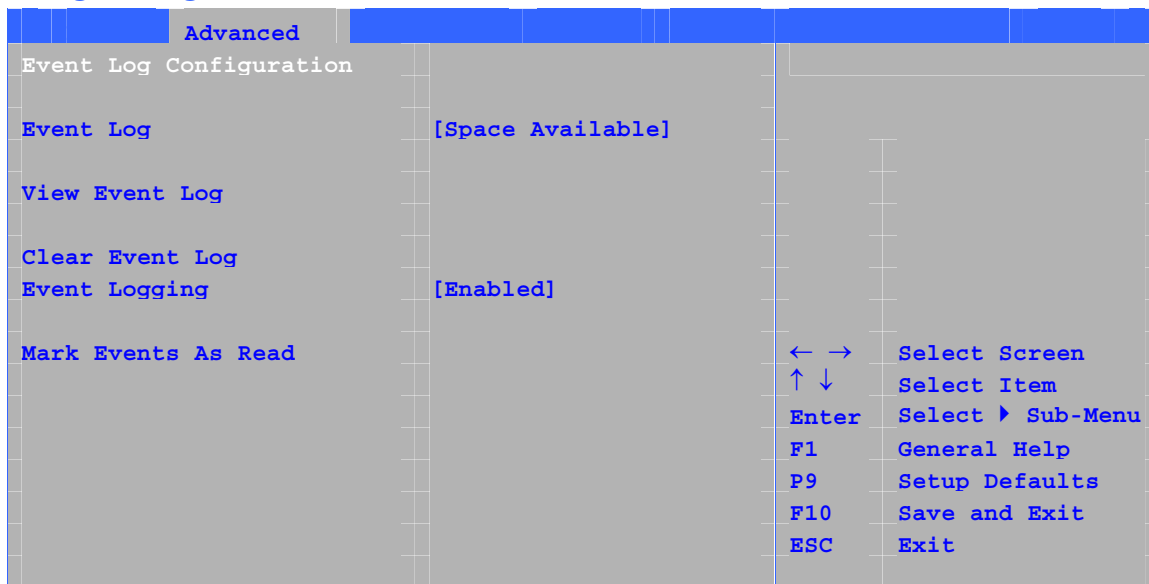 Advanced
Event Log Configuration
Event Log [Space Available]
View Event Log
Clear Event Log
Event Logging [Enabled]
Mark Events As Read
← → Select Screen
↑ ↓ Select Item
Enter Select ▶ Sub-Menu
F1 General Help
P9 Setup Defaults
F10 Save and Exit
ESC Exit